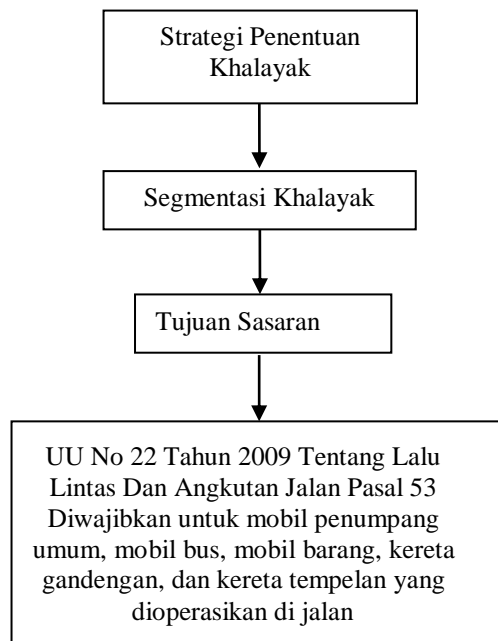 Strategi Penentuan
Khalayak
Segmentasi Khalayak
Tujuan Sasaran
UU No 22 Tahun 2009 Tentang Lalu
Lintas Dan Angkutan Jalan Pasal 53
Diwajibkan untuk mobil penumpang
umum, mobil bus, mobil barang, kereta
gandengan, dan kereta tempelan yang
dioperasikan di jalan